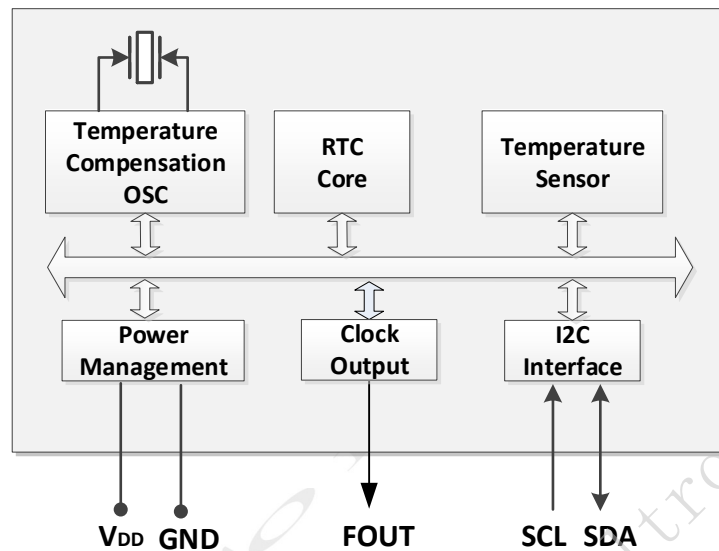 Temperature
Compensation
OSC
RTC
Core
Temperature
Sensor
Power
Management
Clock
Output
I2C
Interface
VDD GND FOUT SCL SDA